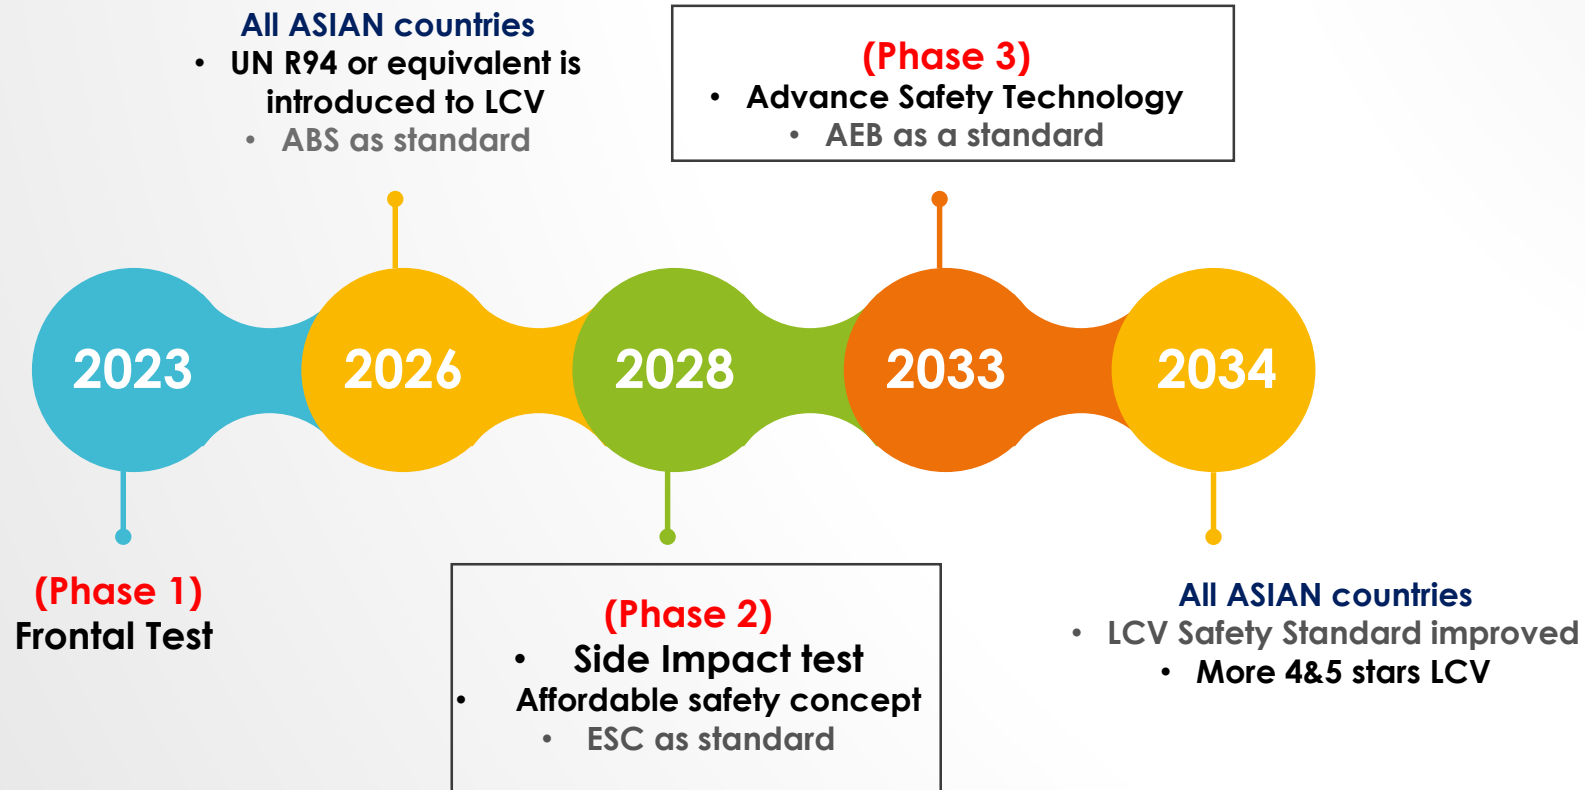 All ASIAN countries
• UN R94 or equivalent is
introduced to LCV
• ABS as standard
(Phase 3)
• Advance Safety Technology
• AEB as a standard
2023
2026
2028
2033
2034
(Phase 1)
Frontal Test
(Phase 2)
• Side Impact test
• Affordable safety concept
• ESC as standard
All ASIAN countries
• LCV Safety Standard improved
• More 4&5 stars LCV